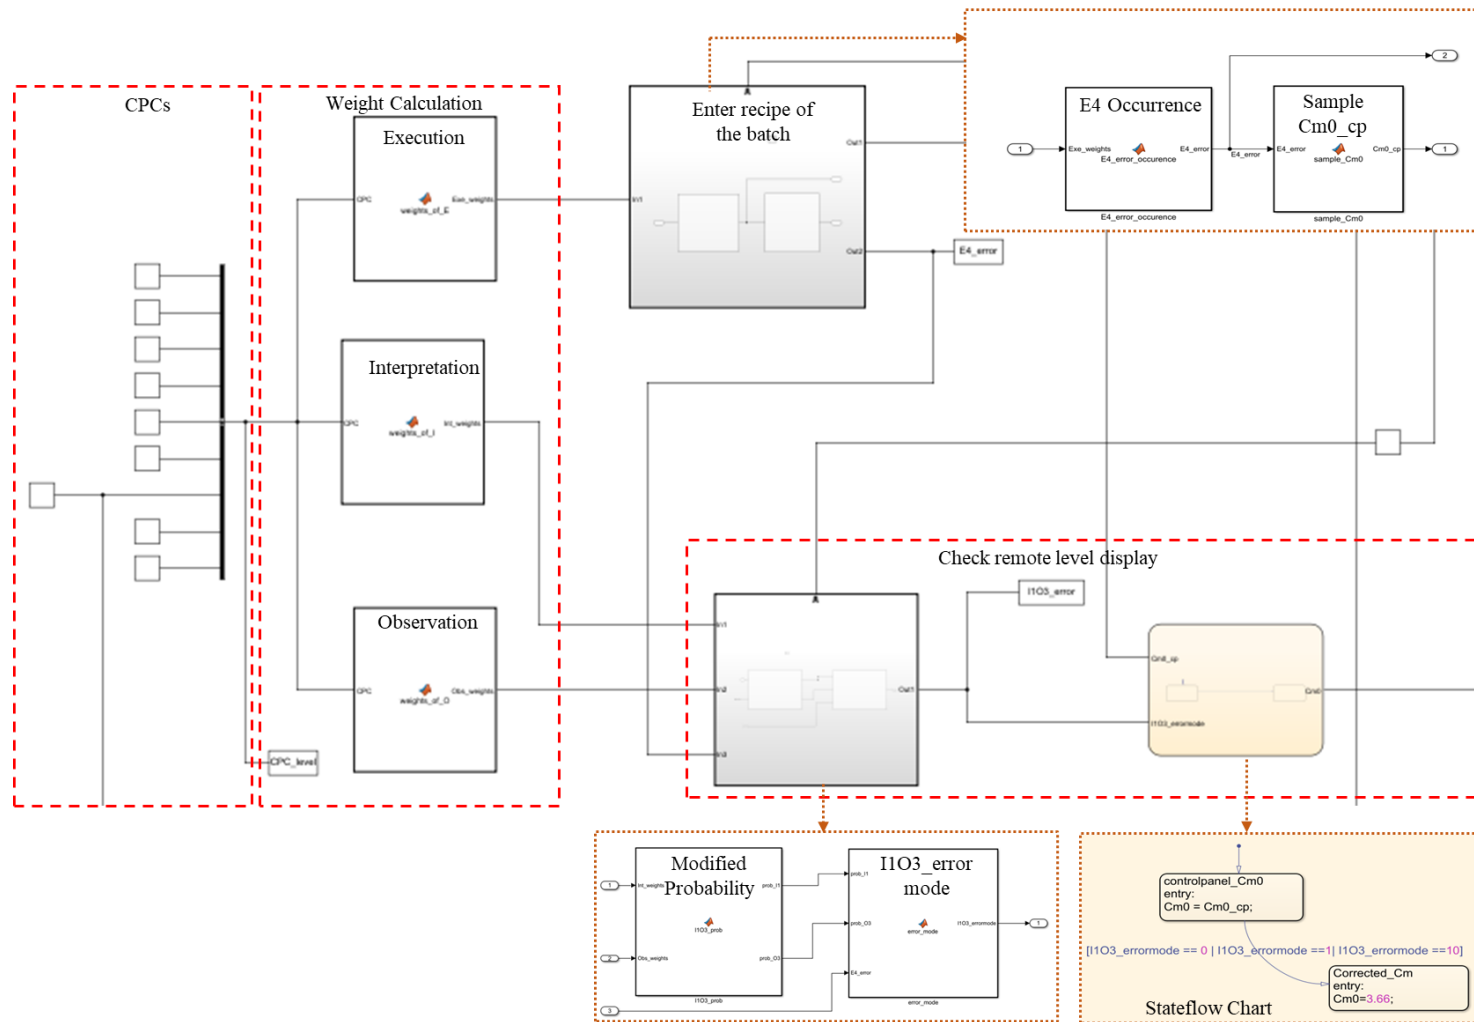 CPCs
Weight Calculation
Execution
CPC
Exe_weights
weights_of_E
Interpretation
CPC
Int_weights
weights_of_I
Observation
CPC
Obs_weights
weights_of_O
CPC_level
Enter recipe of
the batch
A
In1
Out1
Out2
E4_error
E4 Occurrence
1
Exe_weights
E4_error
E4_error_occurence
E4_error_occurence
E4_error
Sample
Cm0_cp
E4_error
Cm0_cp
sample_Cm0
sample_Cm0
2
1
Check remote level display
A
In1
In2
In3
Out1
I1O3_error
Cm0_cp
I1O3_errormode
Cm0
Modified
Probability
1
Int_weights
prob_I1
I1O3_prob
2
Obs_weights
prob_O3
I1O3_prob
3
I1O3_error
mode
prob_I1
prob_O3
I1O3_errormode
error_mode
E4_error
error_mode
1
controlpanel_Cm0
entry:
Cm0 = Cm0_cp;
[I1O3_errormode == 0 | I1O3_errormode ==1| I1O3_errormode ==10]
Corrected_Cm
entry:
Cm0=3.66;
Stateflow Chart